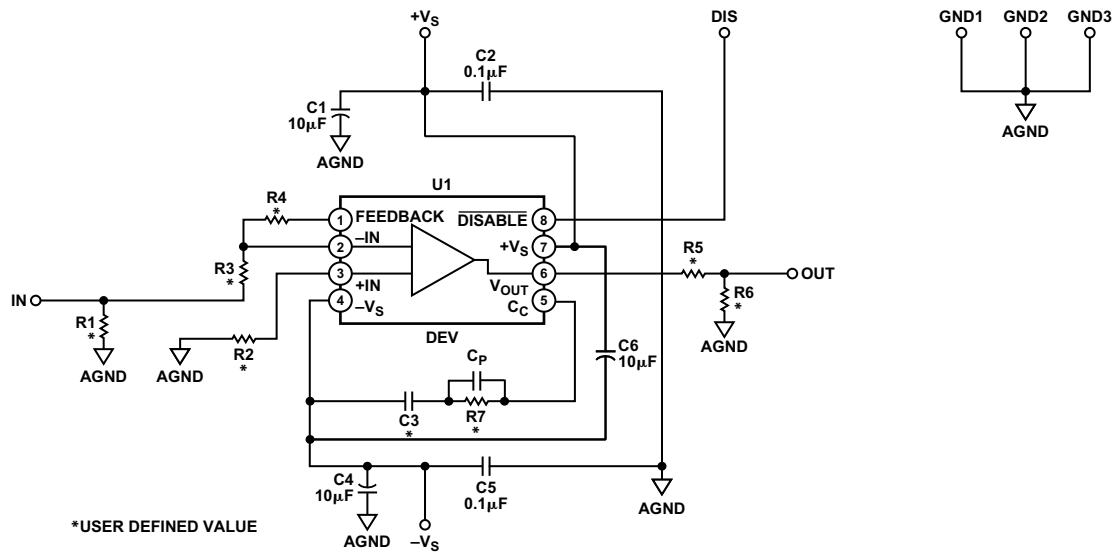 +VS
DIS
GND1 GND2 GND3
C2
0.1µF
C1
10µF
AGND
AGND
U1
R4
*
1 FEEDBACK
DISABLE 8
2 –IN
+VS 7
R5
*
R3
*
3 +IN
VOUT 6
OUT
IN
4 –VS
CC 5
R6
*
R1
*
DEV
AGND
AGND
AGND
R2
*
C6
10µF
CP
C3
*
R7
*
C4
10µF
C5
0.1µF
AGND
*USER DEFINED VALUE
AGND
–VS